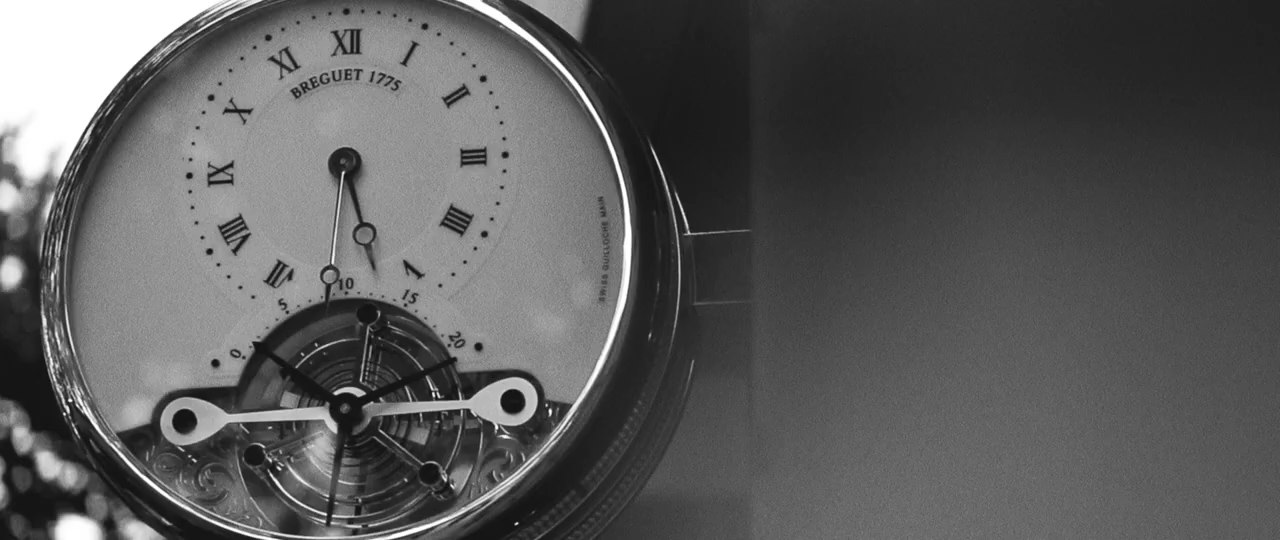 XII
I
II
III
IIII
V
VII
VIII
IX
X
XI
BREGUET 1775
SWISS GUILLOCHE MAIN
0
5
10
15
20